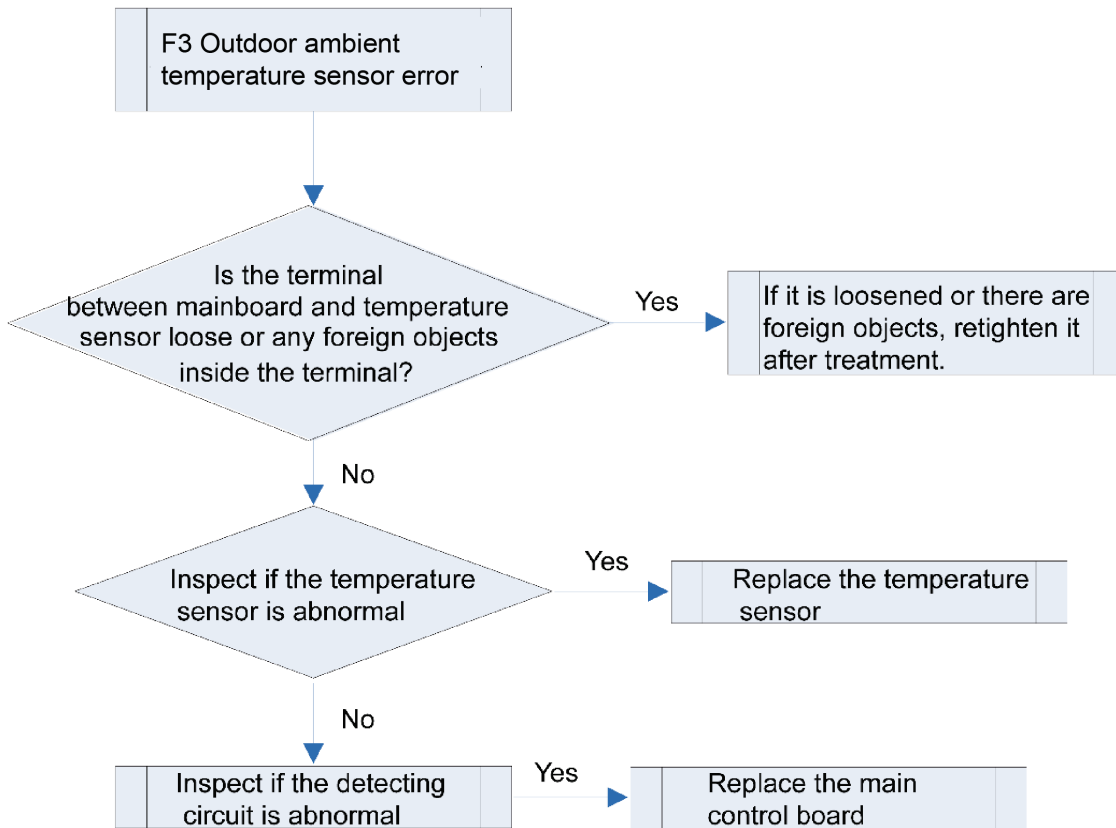 F3 Outdoor ambient
temperature sensor error
Is the terminal
between mainboard and temperature
sensor loose or any foreign objects
inside the terminal?
Yes
If it is loosened or there are
foreign objects, retighten it
after treatment.
No
Inspect if the temperature
sensor is abnormal
Yes
Replace the temperature
sensor
No
Inspect if the detecting
circuit is abnormal
Yes
Replace the main
control board